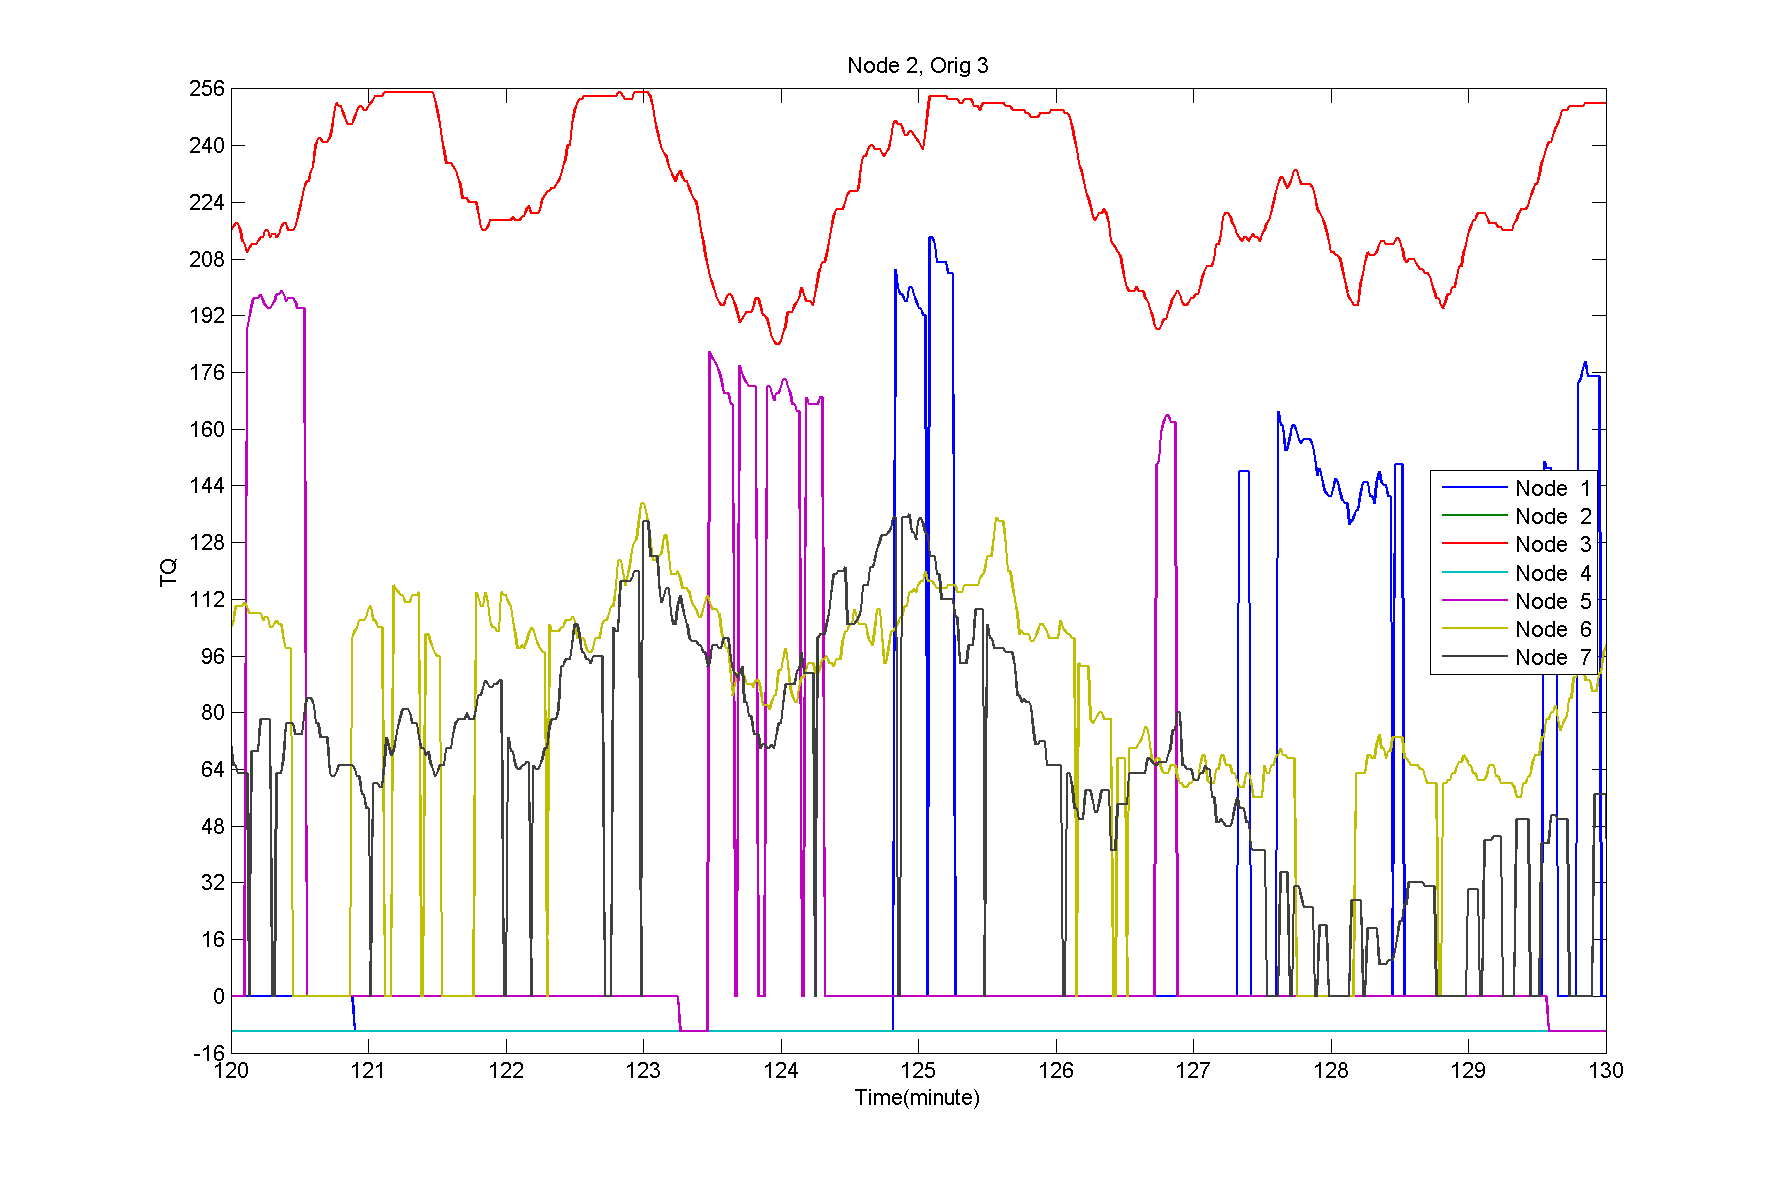 Node 2, Orig 3
256
240
224
208
192
176
160
144
128
112
96
80
64
48
32
16
0
-16
TQ
Node 1
Node 2
Node 3
Node 4
Node 5
Node 6
Node 7
120 121 122 123 124 125 126 127 128 129 130
Time(minute)